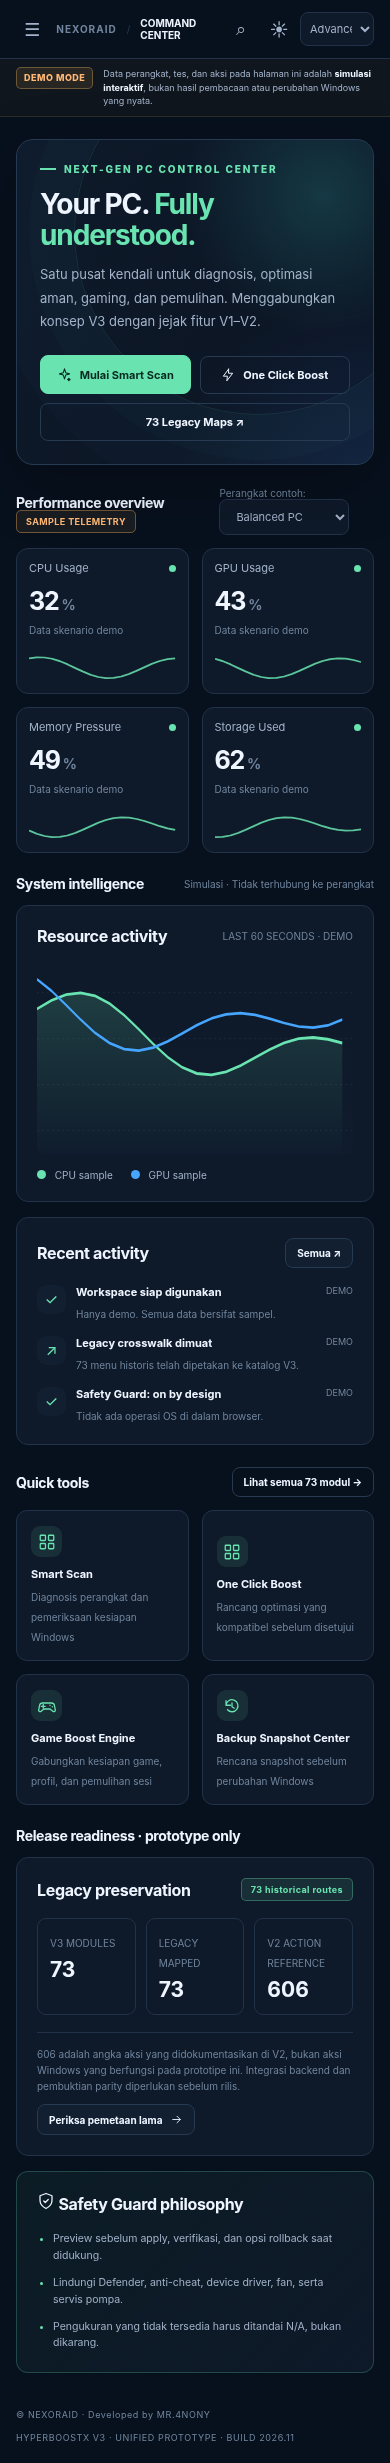 NEXORAID / COMMAND CENTER
Advance
DEMO MODE
Data perangkat, tes, dan aksi pada halaman ini adalah simulasi
interaktif, bukan hasil pembacaan atau perubahan Windows
yang nyata.
NEXT-GEN PC CONTROL CENTER
Your PC. Fully
understood.
Satu pusat kendali untuk diagnosis, optimasi
aman, gaming, dan pemulihan. Menggabungkan
konsep V3 dengan jejak fitur V1–V2.
Mulai Smart Scan
One Click Boost
73 Legacy Maps ↗
Performance overview
SAMPLE TELEMETRY
Perangkat contoh:
Balanced PC
CPU Usage
32%
Data skenario demo
GPU Usage
43%
Data skenario demo
Memory Pressure
49%
Data skenario demo
Storage Used
62%
Data skenario demo
System intelligence
Simulasi · Tidak terhubung ke perangkat
Resource activity
LAST 60 SECONDS · DEMO
CPU sample
GPU sample
Recent activity
Semua ↗
Workspace siap digunakan
DEMO
Hanya demo. Semua data bersifat sampel.
Legacy crosswalk dimuat
DEMO
73 menu historis telah dipetakan ke katalog V3.
Safety Guard: on by design
DEMO
Tidak ada operasi OS di dalam browser.
Quick tools
Lihat semua 73 modul →
Smart Scan
Diagnosis perangkat dan
pemeriksaan kesiapan
Windows
One Click Boost
Rancang optimasi yang
kompatibel sebelum disetujui
Game Boost Engine
Gabungkan kesiapan game,
profil, dan pemulihan sesi
Backup Snapshot Center
Rencana snapshot sebelum
perubahan Windows
Release readiness · prototype only
Legacy preservation
73 historical routes
V3 MODULES
73
LEGACY
MAPPED
73
V2 ACTION
REFERENCE
606
606 adalah angka aksi yang didokumentasikan di V2, bukan aksi
Windows yang berfungsi pada prototipe ini. Integrasi backend dan
pembuktian parity diperlukan sebelum rilis.
Periksa pemetaan lama →
Safety Guard philosophy
• Preview sebelum apply, verifikasi, dan opsi rollback saat
didukung.
• Lindungi Defender, anti-cheat, device driver, fan, serta
servis pompa.
• Pengukuran yang tidak tersedia harus ditandai N/A, bukan
dikarang.
© NEXORAID · Developed by MR.4NONY
HYPERBOOSTX V3 · UNIFIED PROTOTYPE · BUILD 2026.11